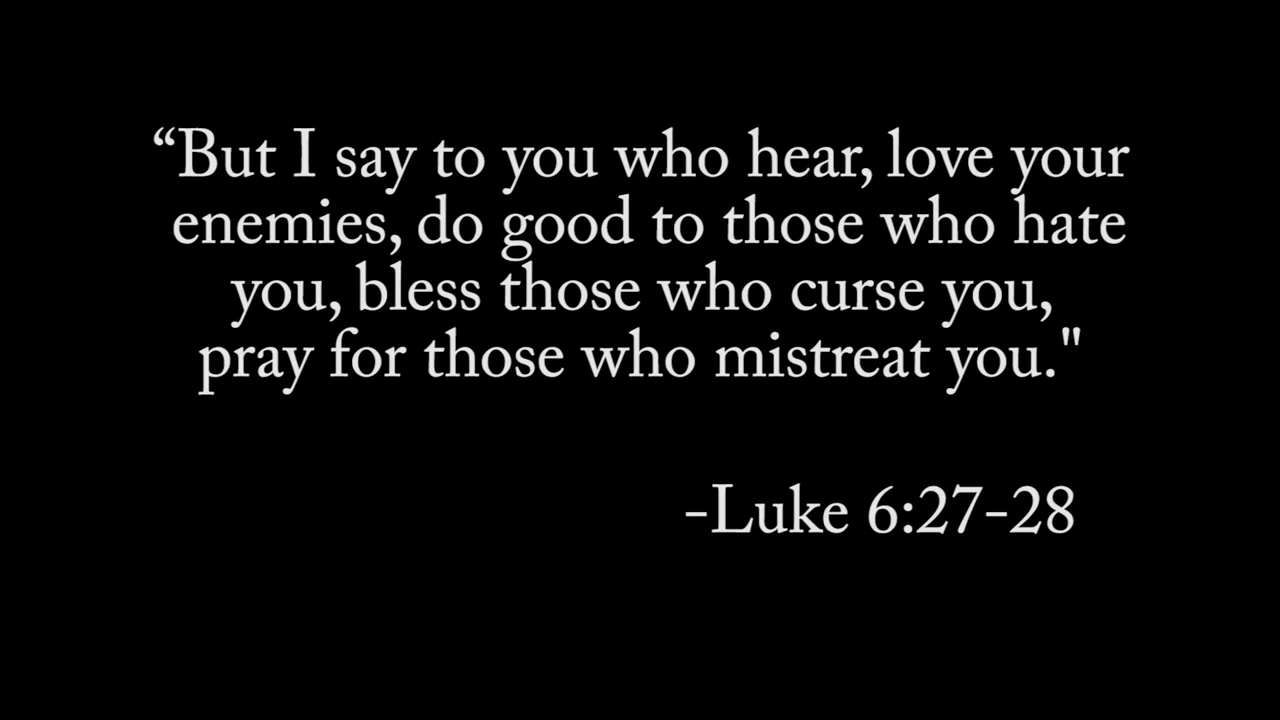 “But I say to you who hear, love your
enemies, do good to those who hate
you, bless those who curse you,
pray for those who mistreat you."
-Luke 6:27-28